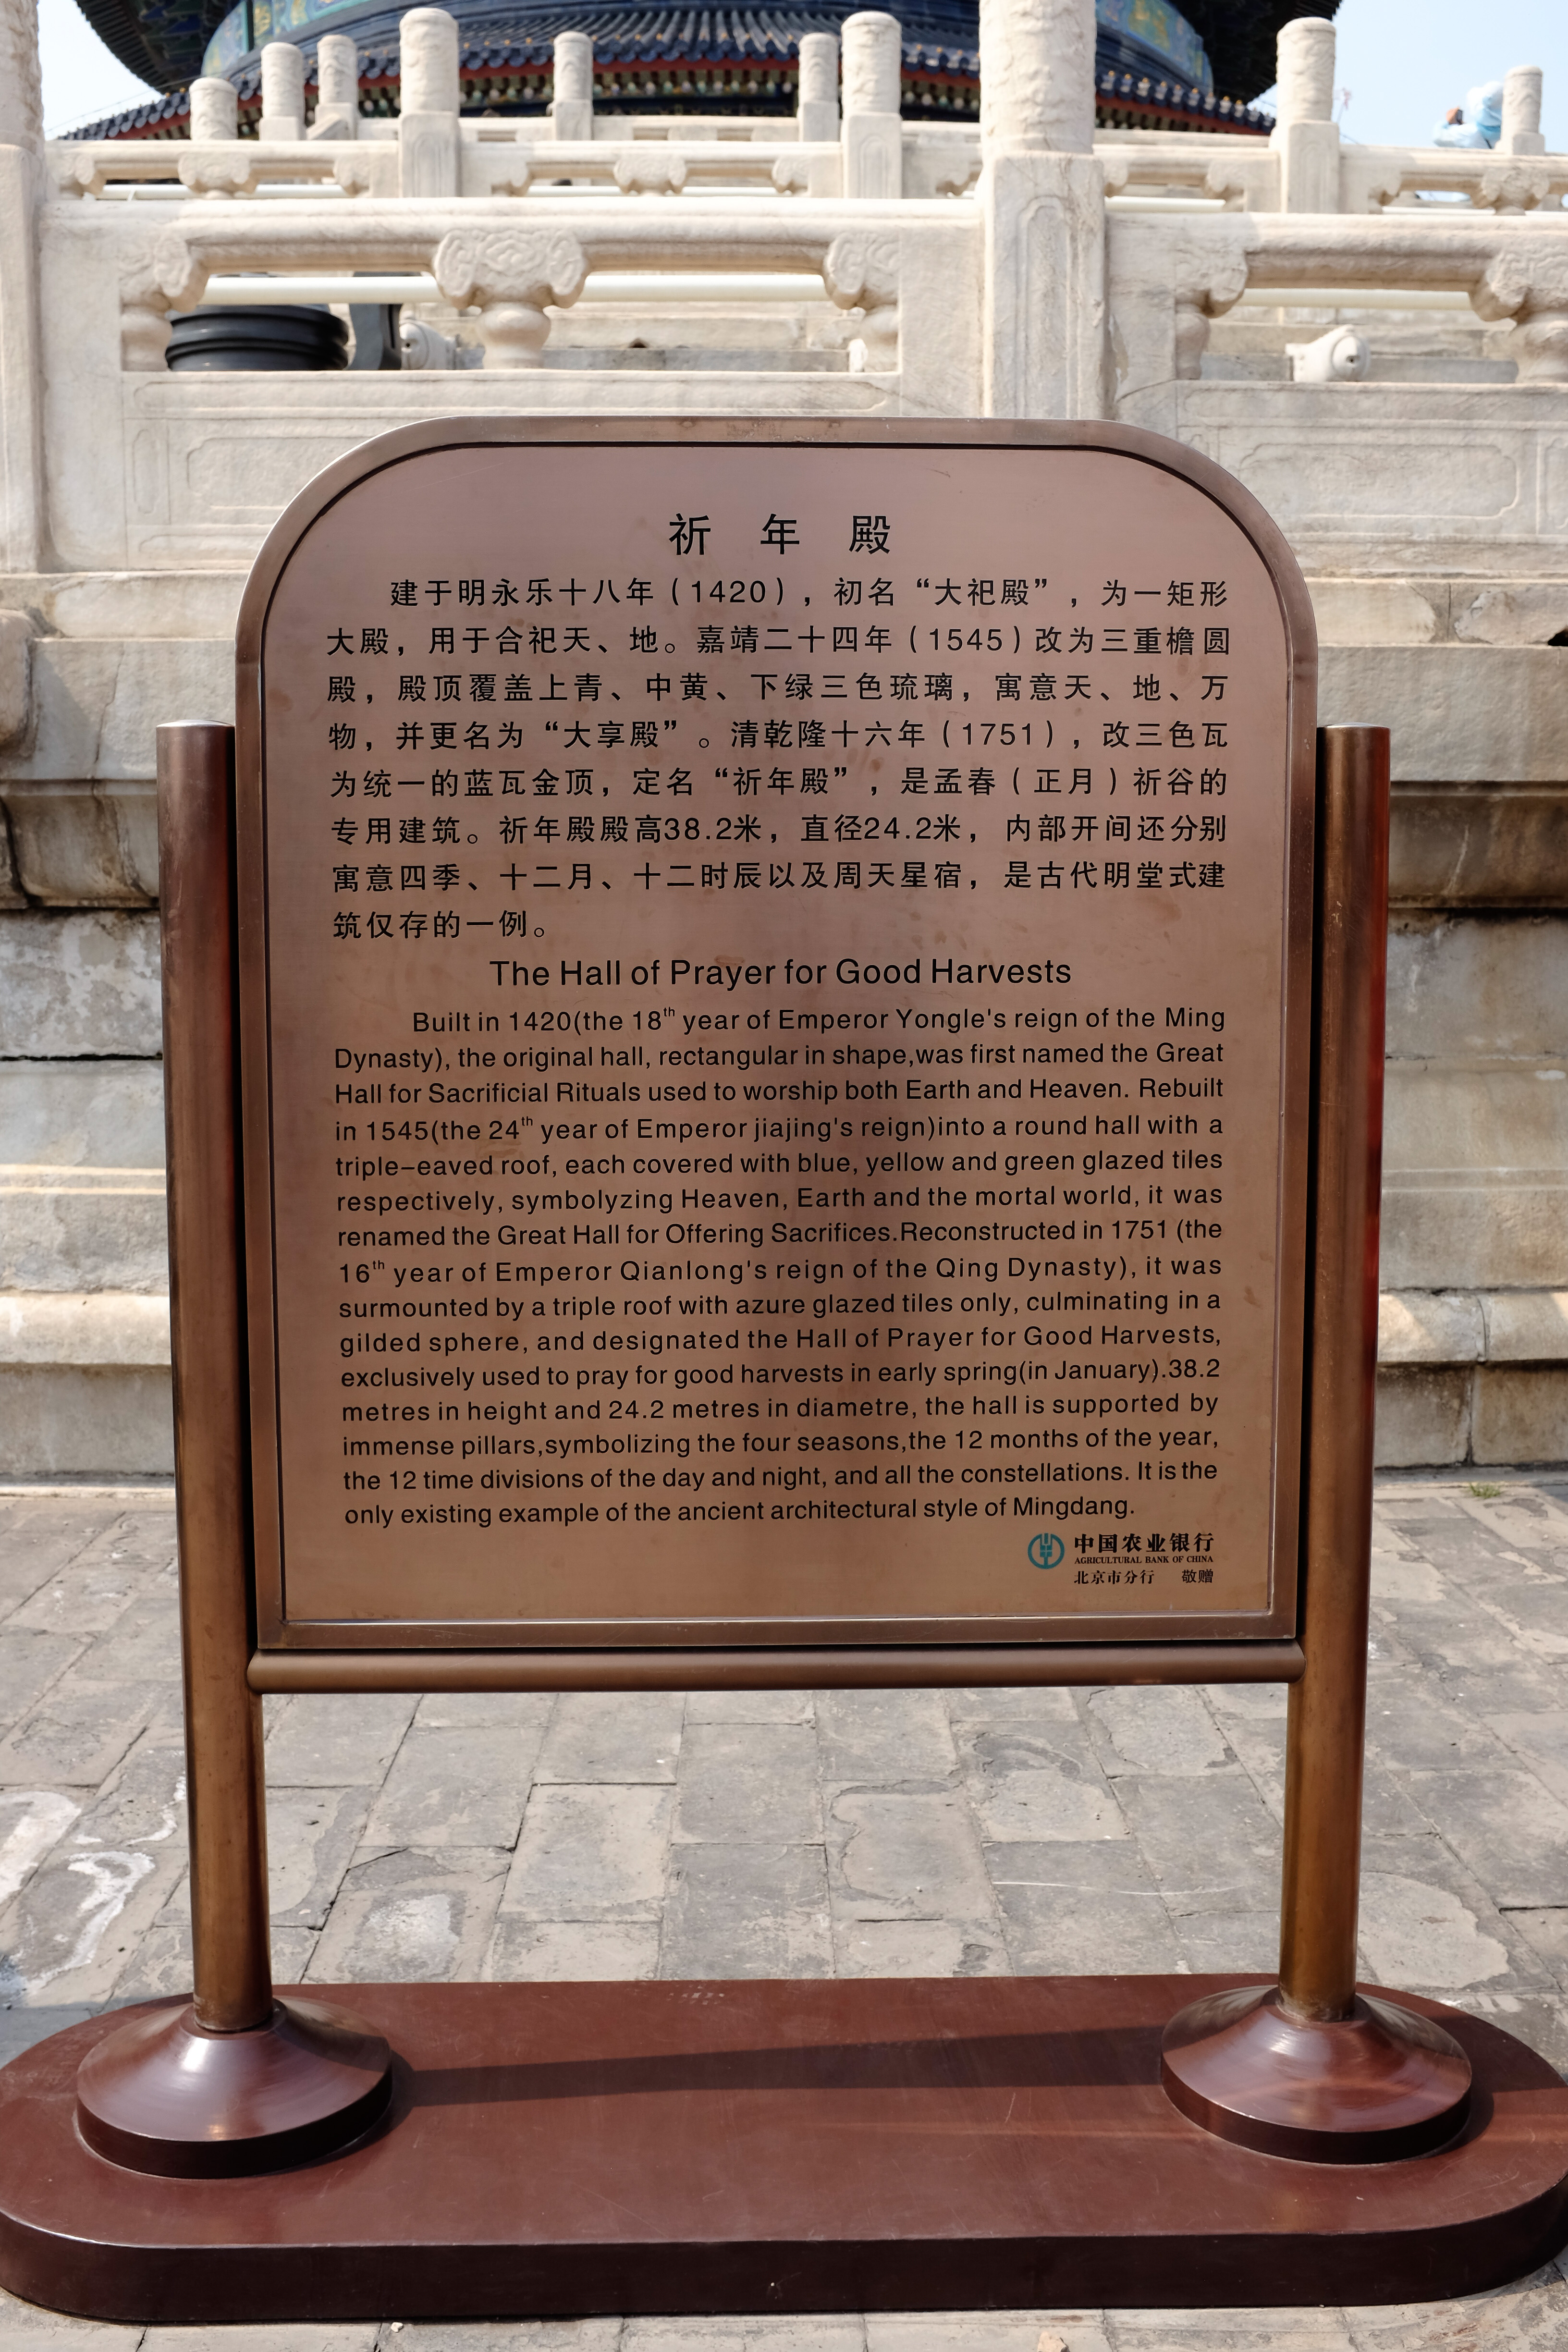 祈年殿
建于明永乐十八年（1420），初名“大祀殿”，为一矩形
大殿，用于合祀天、地。嘉靖二十四年（1545）改为三重檐圆
殿，殿顶覆盖上青、中黄、下绿三色琉璃，寓意天、地、万
物，并更名为“大享殿”。清乾隆十六年（1751），改三色瓦
为统一的蓝瓦金顶，定名“祈年殿”，是孟春（正月）祈谷的
专用建筑。祈年殿殿高38.2米，直径24.2米，内部开间还分别
寓意四季、十二月、十二时辰以及周天星宿，是古代明堂式建
筑仅存的一例。
The Hall of Prayer for Good Harvests
Built in 1420(the 18th year of Emperor Yongle's reign of the Ming
Dynasty), the original hall, rectangular in shape,was first named the Great
Hall for Sacrificial Rituals used to worship both Earth and Heaven. Rebuilt
in 1545(the 24th year of Emperor jiajing's reign)into a round hall with a
triple-eaved roof, each covered with blue, yellow and green glazed tiles
respectively, symbolyzing Heaven, Earth and the mortal world, it was
renamed the Great Hall for Offering Sacrifices.Reconstructed in 1751 (the
16th year of Emperor Qianlong's reign of the Qing Dynasty), it was
surmounted by a triple roof with azure glazed tiles only, culminating in a
gilded sphere, and designated the Hall of Prayer for Good Harvests,
exclusively used to pray for good harvests in early spring(in January).38.2
metres in height and 24.2 metres in diametre, the hall is supported by
immense pillars,symbolizing the four seasons,the 12 months of the year,
the 12 time divisions of the day and night, and all the constellations. It is the
only existing example of the ancient architectural style of Mingdang.
中国农业银行
AGRICULTURAL BANK OF CHINA
北京市分行 敬赠